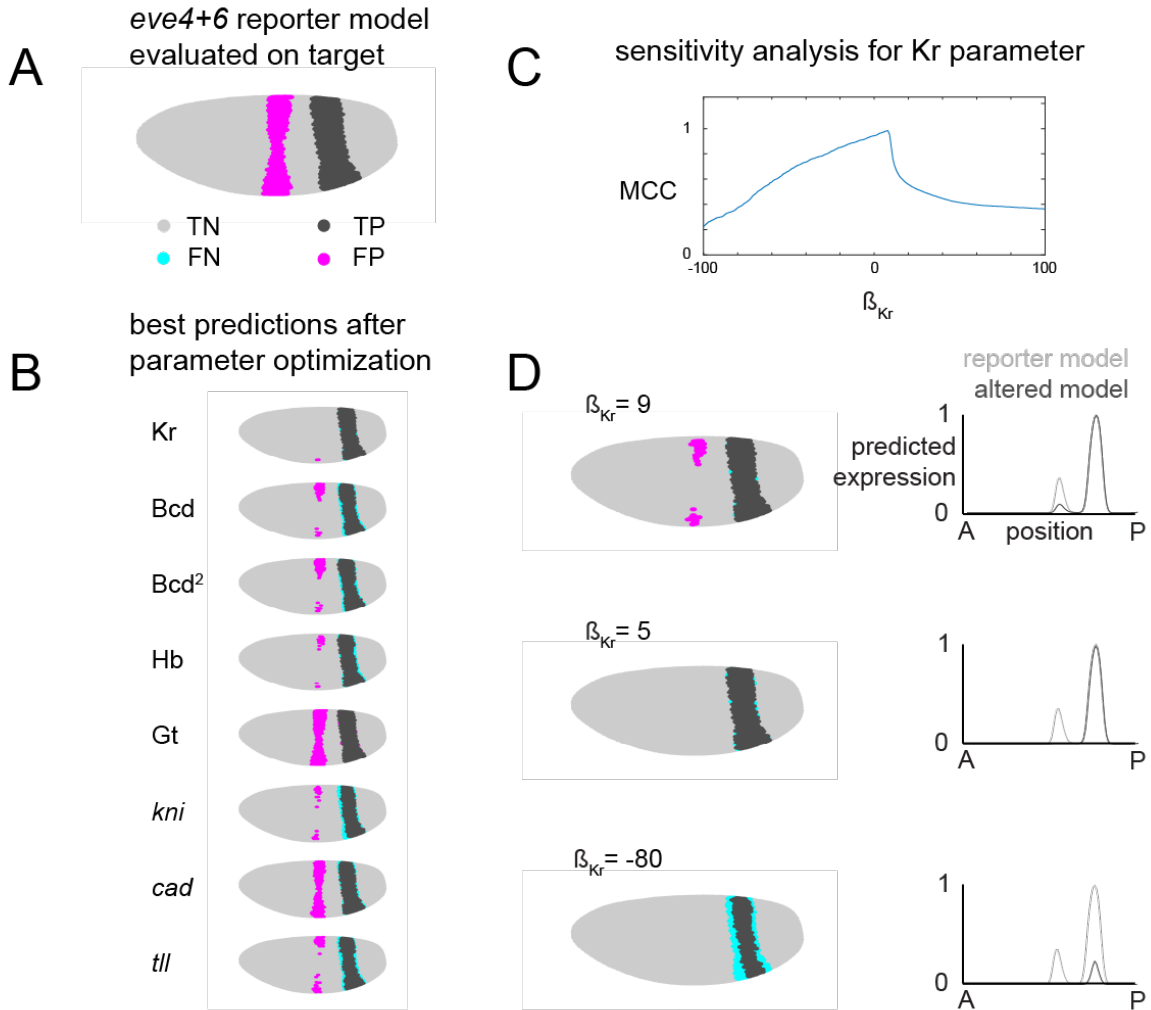 A
eve4+6 reporter model
evaluated on target
TN
TP
FN
FP
B
best predictions after
parameter optimization
Kr
Bcd
Bcd²
Hb
Gt
kni
cad
tll
C
sensitivity analysis for Kr parameter
1
MCC
0
-100
0
100
ßKr
D
reporter model
altered model
ßKr= 9
1
predicted
expression
0
A
position
P
ßKr= 5
1
0
A
P
ßKr= -80
1
0
A
P